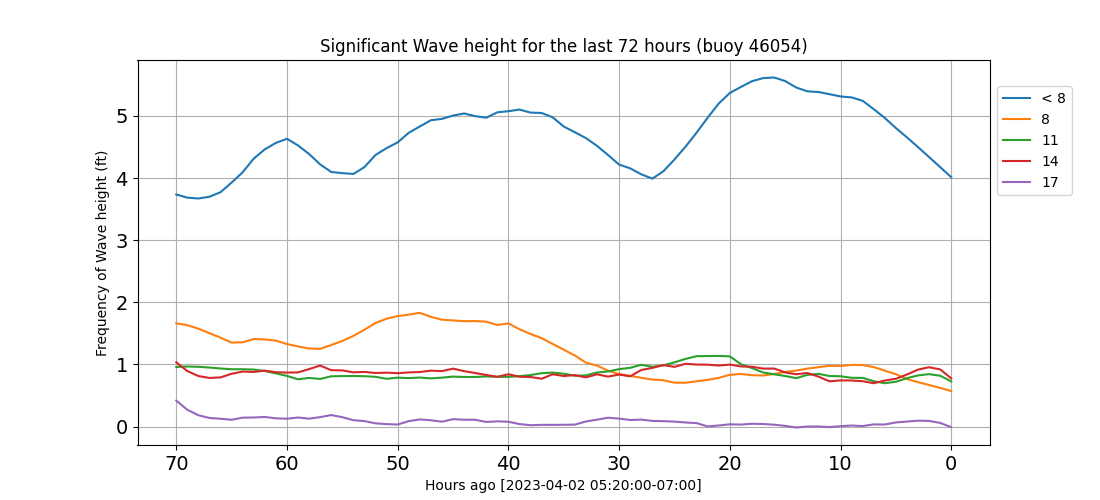 Significant Wave height for the last 72 hours (buoy 46054)
Frequency of Wave height (ft)
5
4
3
2
1
0
70 60 50 40 30 20 10 0
Hours ago [2023-04-02 05:20:00-07:00]
< 8
8
11
14
17